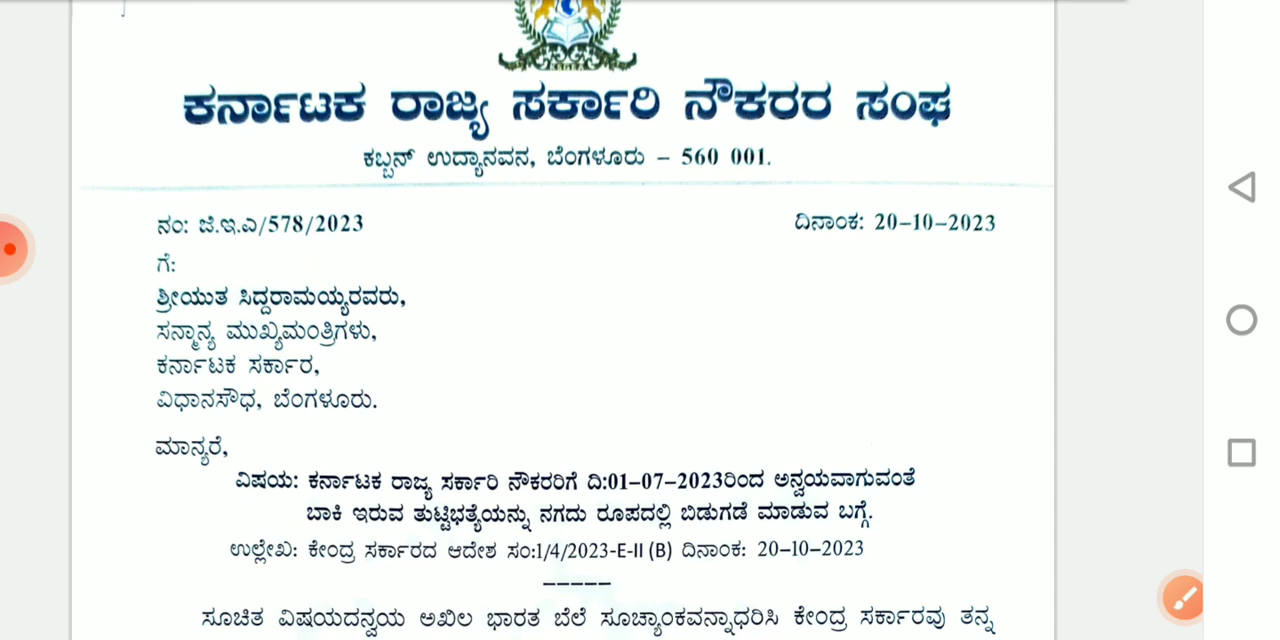 ಕರ್ನಾಟಕ ರಾಜ್ಯ ಸರ್ಕಾರಿ ನೌಕರರ ಸಂಘ
ಕಬ್ಬನ್ ಉದ್ಯಾನವನ, ಬೆಂಗಳೂರು – 560 001.
ನಂ: ಜಿ.ಇ.ಎ/578/2023 ದಿನಾಂಕ: 20–10–2023
ಗೆ:
ಶ್ರೀಯುತ ಸಿದ್ದರಾಮಯ್ಯರವರು,
ಸನ್ಮಾನ್ಯ ಮುಖ್ಯಮಂತ್ರಿಗಳು,
ಕರ್ನಾಟಕ ಸರ್ಕಾರ,
ವಿಧಾನಸೌಧ, ಬೆಂಗಳೂರು.
ಮಾನ್ಯರೆ,
ವಿಷಯ: ಕರ್ನಾಟಕ ರಾಜ್ಯ ಸರ್ಕಾರಿ ನೌಕರರಿಗೆ ದಿ:01–07–2023ರಿಂದ ಅನ್ವಯವಾಗುವಂತೆ
ಬಾಕಿ ಇರುವ ತುಟ್ಟಿಭತ್ಯೆಯನ್ನು ನಗದು ರೂಪದಲ್ಲಿ ಬಿಡುಗಡೆ ಮಾಡುವ ಬಗ್ಗೆ.
ಉಲ್ಲೇಖ: ಕೇಂದ್ರ ಸರ್ಕಾರದ ಆದೇಶ ಸಂ:1/4/2023-E-II (B) ದಿನಾಂಕ: 20–10–2023
–––––
ಸೂಚಿತ ವಿಷಯದನ್ವಯ ಅಖಿಲ ಭಾರತ ಬೆಲೆ ಸೂಚ್ಯಾಂಕವನ್ನಾಧರಿಸಿ ಕೇಂದ್ರ ಸರ್ಕಾರವು ತನ್ನ